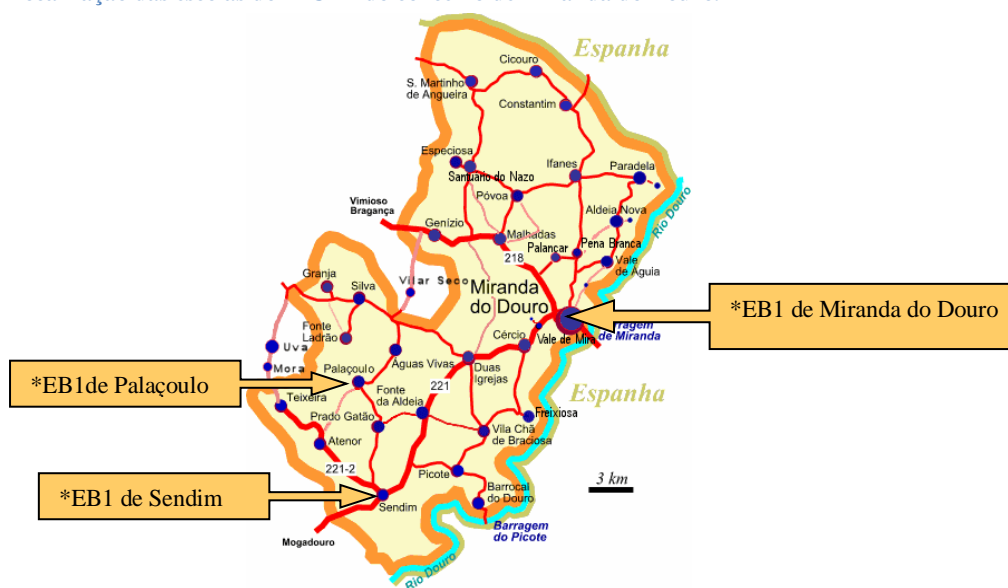 Espanha
Cicouro
S. Martinho
de Angueira
Constantim
Especiosa
Santuário do Nazo
Ifanes
Paradela
Póvoa
Vimioso
Bragança
Genízio
Malhadas
Aldeia Nova
Rio Douro
Palançar
Pena Branca
218
Vale
de Águia
Granja
Silva
Vilar Seco
Miranda
do Douro
*EB1 de Miranda do Douro
Fonte
Ladrão
Cércio
Vale de Mira
de Miranda
Uva
Mora
Águas Vivas
Duas
Igrejas
*EB1de Palaçoulo
Palaçoulo
221
Espanha
Teixeira
Fonte
da Aldeia
Prado Gatão
Freixiosa
Atenor
Vila Chã
de Braciosa
221-2
Picote
*EB1 de Sendim
Sendim
Barrocal
do Douro
3 km
Mogadouro
Barragem
do Picote
Rio Douro